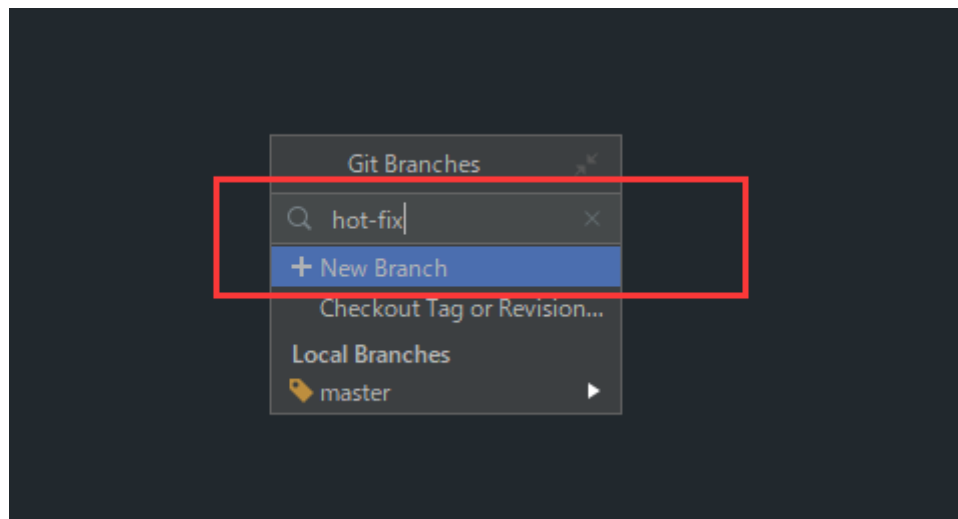 Git Branches
hot-fix
New Branch
Checkout Tag or Revision...
Local Branches
master